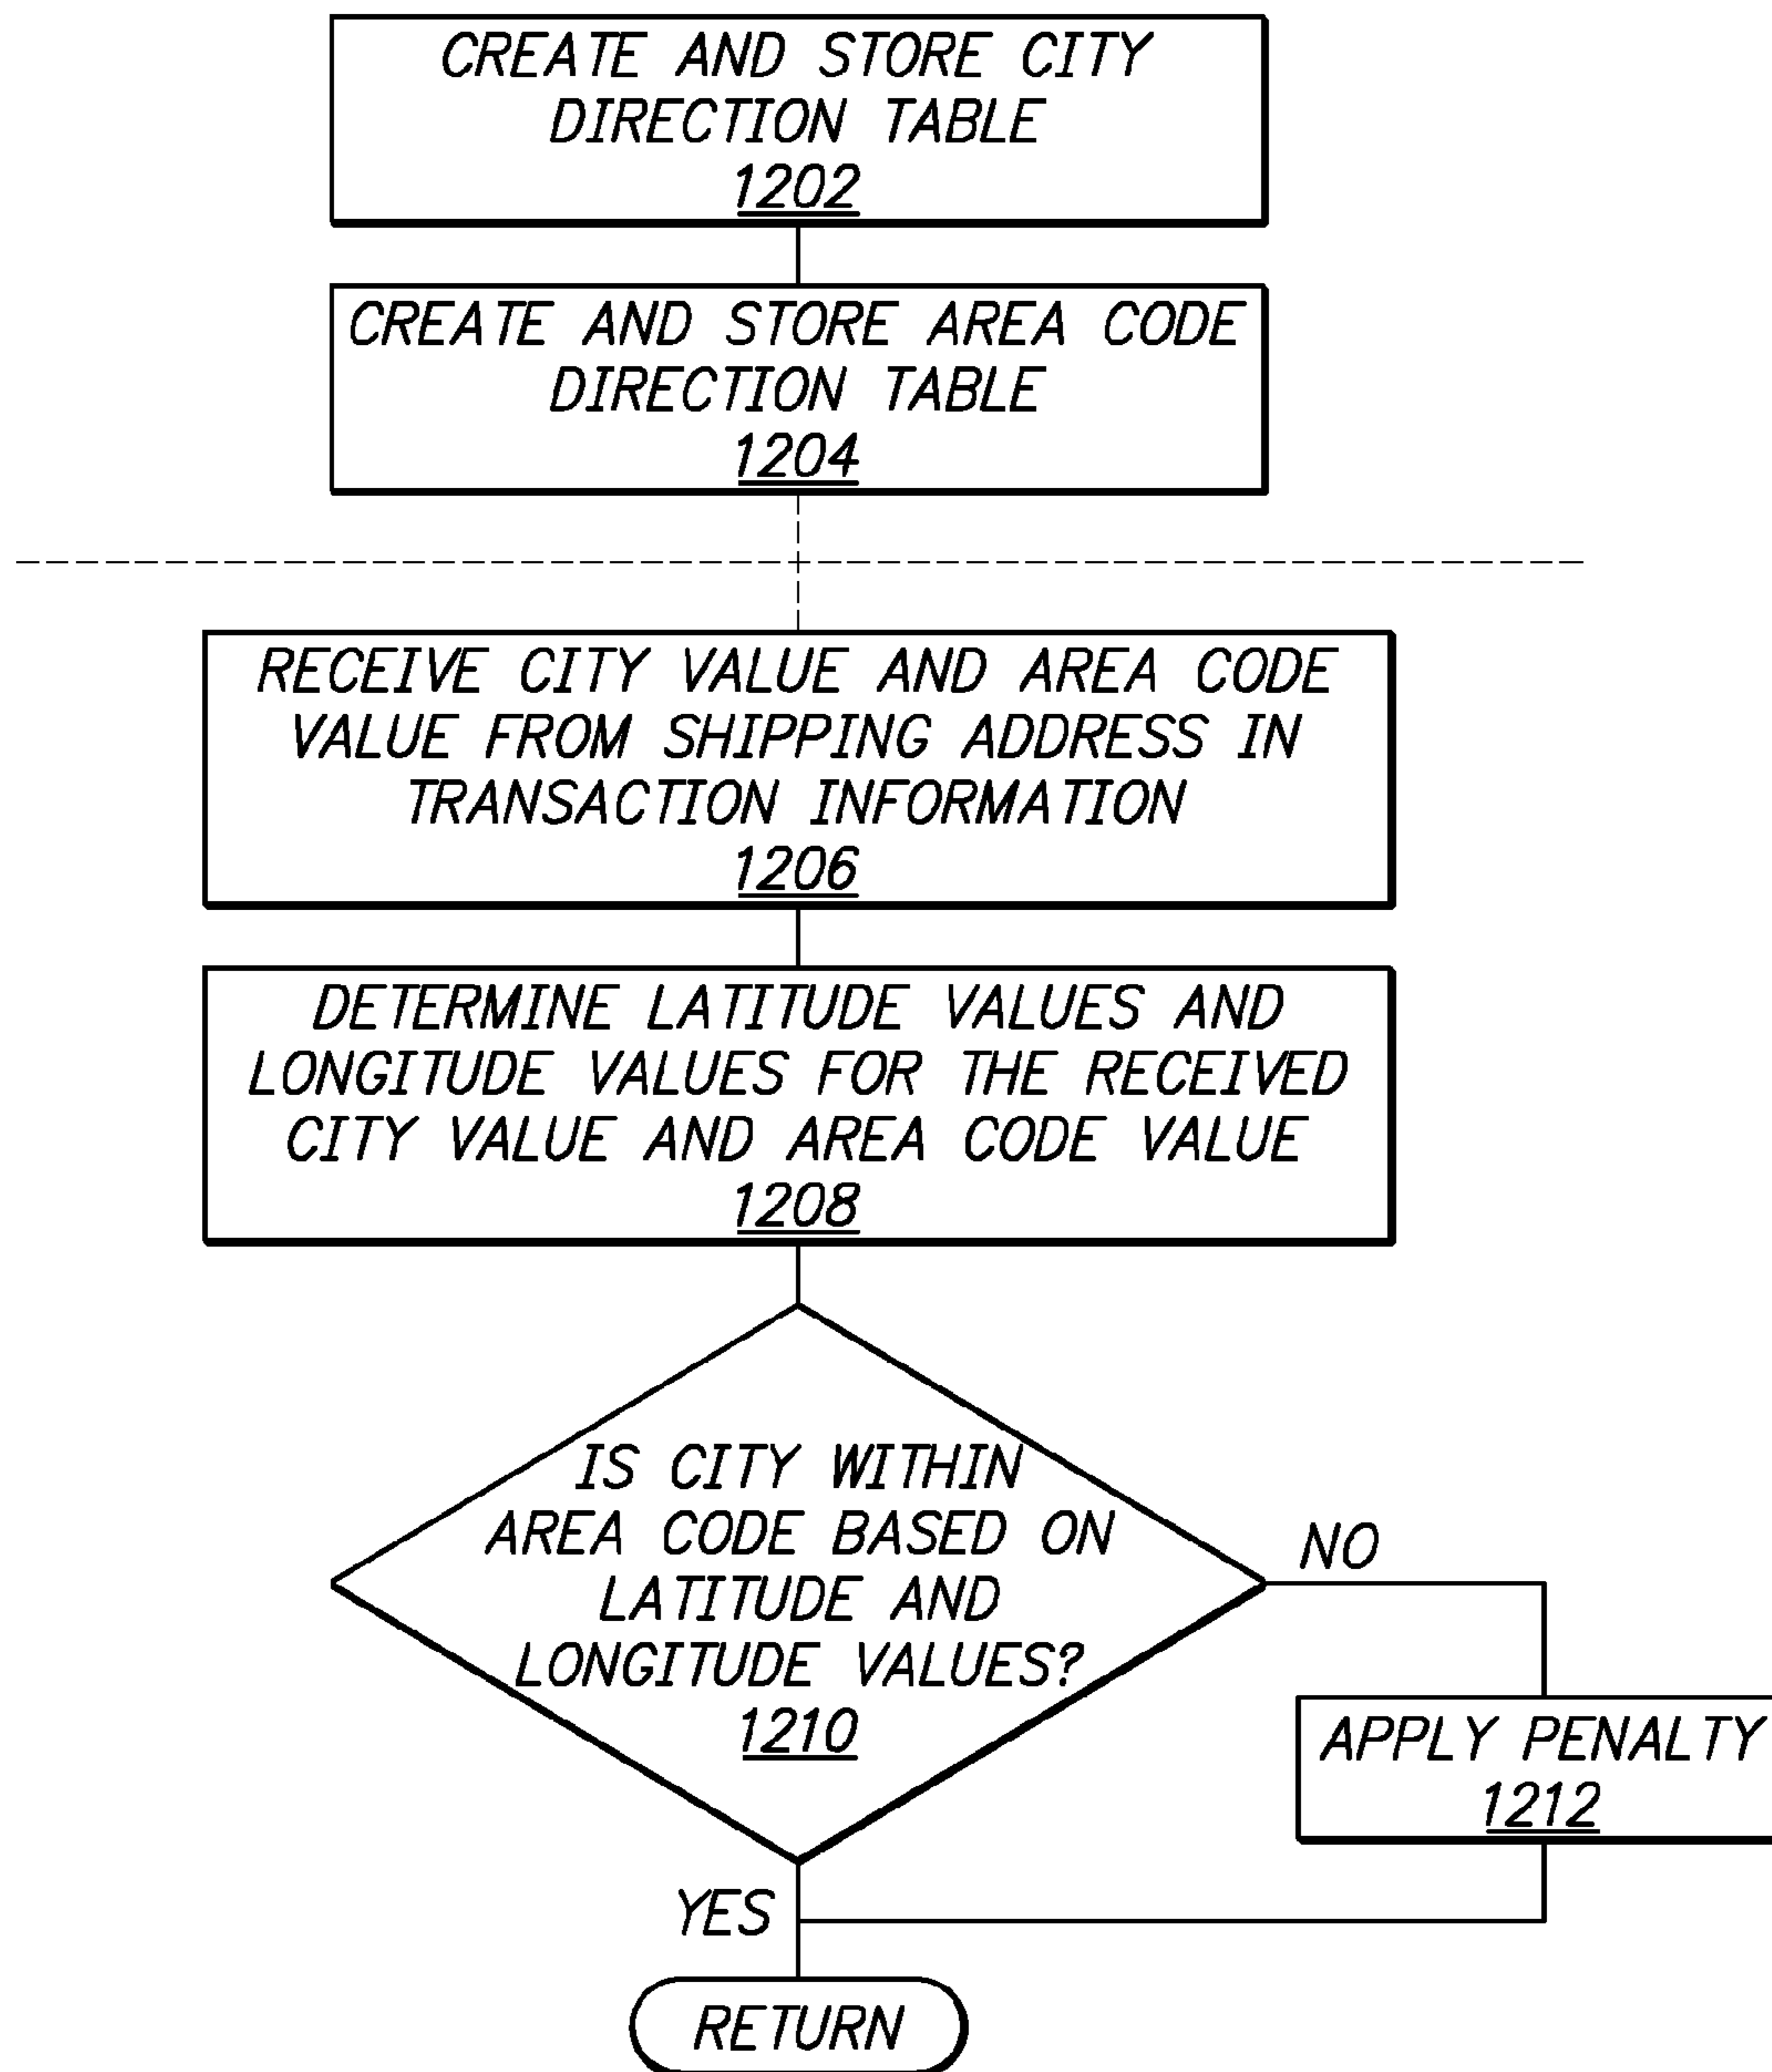 CREATE AND STORE CITY
DIRECTION TABLE
1202
CREATE AND STORE AREA CODE
DIRECTION TABLE
1204
RECEIVE CITY VALUE AND AREA CODE
VALUE FROM SHIPPING ADDRESS IN
TRANSACTION INFORMATION
1206
DETERMINE LATITUDE VALUES AND
LONGITUDE VALUES FOR THE RECEIVED
CITY VALUE AND AREA CODE VALUE
1208
IS CITY WITHIN
AREA CODE BASED ON
LATITUDE AND
LONGITUDE VALUES?
1210
NO
APPLY PENALTY
1212
YES
RETURN